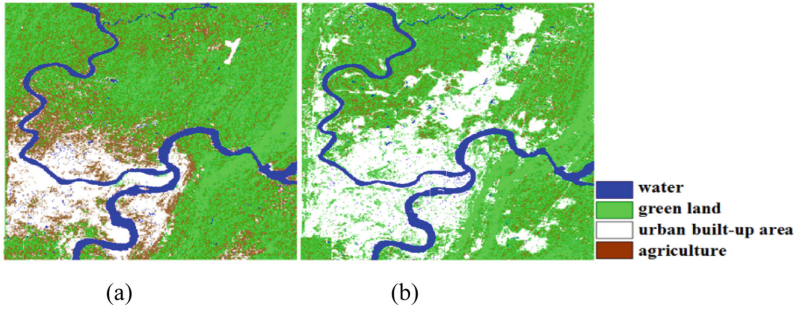 water
green land
urban built-up area
agriculture
(a)
(b)